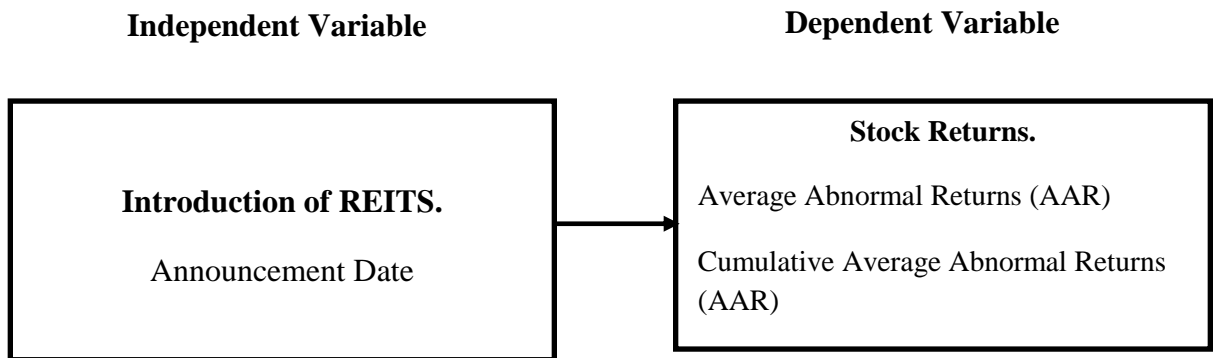 Independent Variable
Dependent Variable
Introduction of REITS.
Announcement Date
Stock Returns.
Average Abnormal Returns (AAR)
Cumulative Average Abnormal Returns
(AAR)